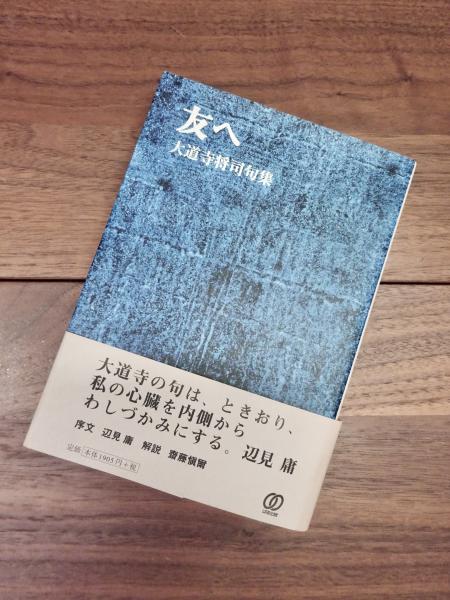 友へ
大道寺将司句集
大道寺の句は、ときおり、
私の心臓を内側から
わしづかみにする。辺見 庸
序文 辺見 庸 解説 齋藤愼爾
定価 本体1905円+税